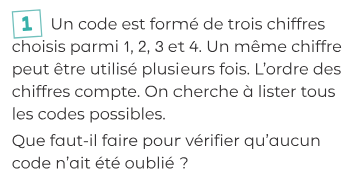 1 Un code est formé de trois chiffres
choisis parmi 1, 2, 3 et 4. Un même chiffre
peut être utilisé plusieurs fois. L'ordre des
chiffres compte. On cherche à lister tous
les codes possibles.
Que faut-il faire pour vérifier qu'aucun
code n'ait été oublié ?